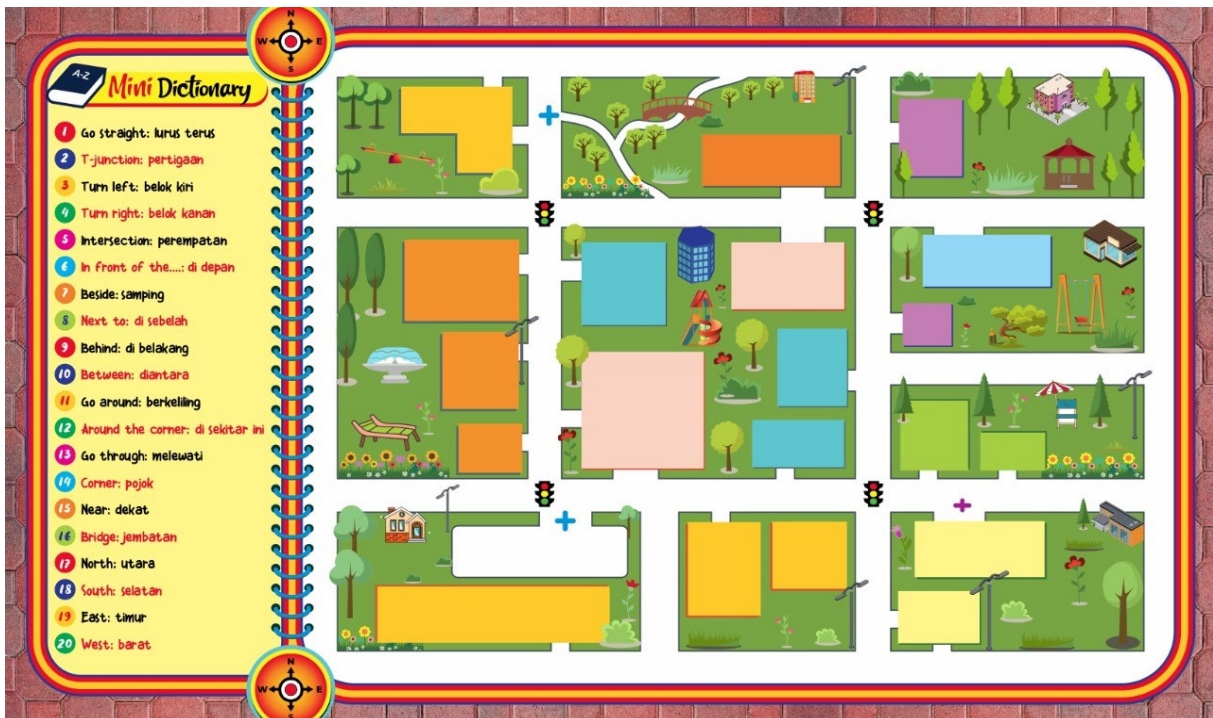 N
W E
S
A-Z
Mini Dictionary
1 Go straight: lurus terus
2 T-junction: pertigaan
3 Turn left: belok kiri
4 Turn right: belok kanan
5 Intersection: perempatan
6 In front of the....: di depan
7 Beside: samping
8 Next to: di sebelah
9 Behind: di belakang
10 Between: diantara
11 Go around: berkeliling
12 Around the corner: di sekitar ini
13 Go through: melewati
14 Corner: pojok
15 Near: dekat
16 Bridge: jembatan
17 North: utara
18 South: selatan
19 East: timur
20 West: barat
N
W E
S